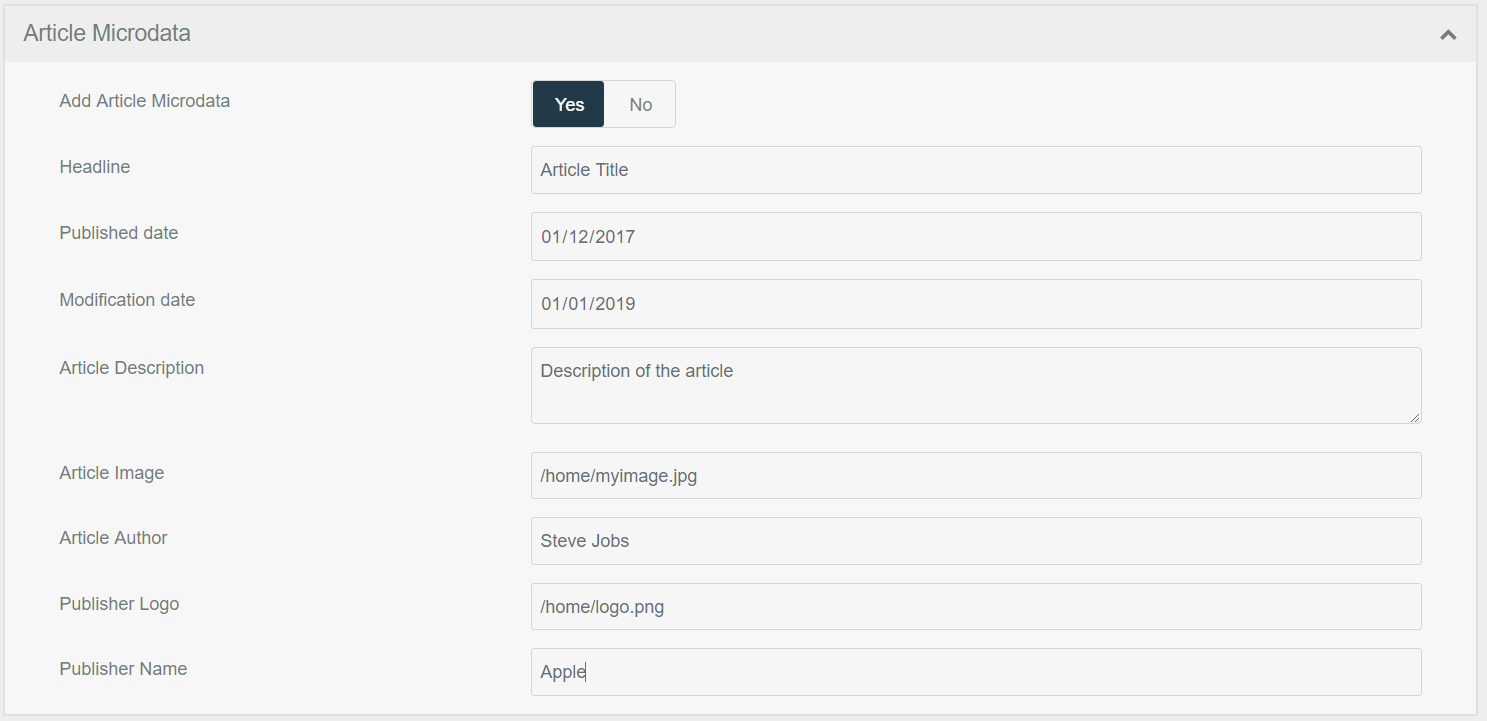 Article Microdata
Add Article Microdata Yes No
Headline Article Title
Published date 01/12/2017
Modification date 01/01/2019
Article Description Description of the article
Article Image /home/myimage.jpg
Article Author Steve Jobs
Publisher Logo /home/logo.png
Publisher Name Apple